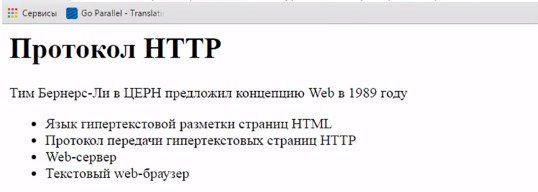 Сервисы Go Parallel - Translat
Протокол HTTP
Тим Бернерс-Ли в ЦЕРН предложил концепцию Web в 1989 году
Язык гипертекстовой разметки страниц HTML
Протокол передачи гипертекстовых страниц HTTP
Web-сервер
Текстовый web-браузер